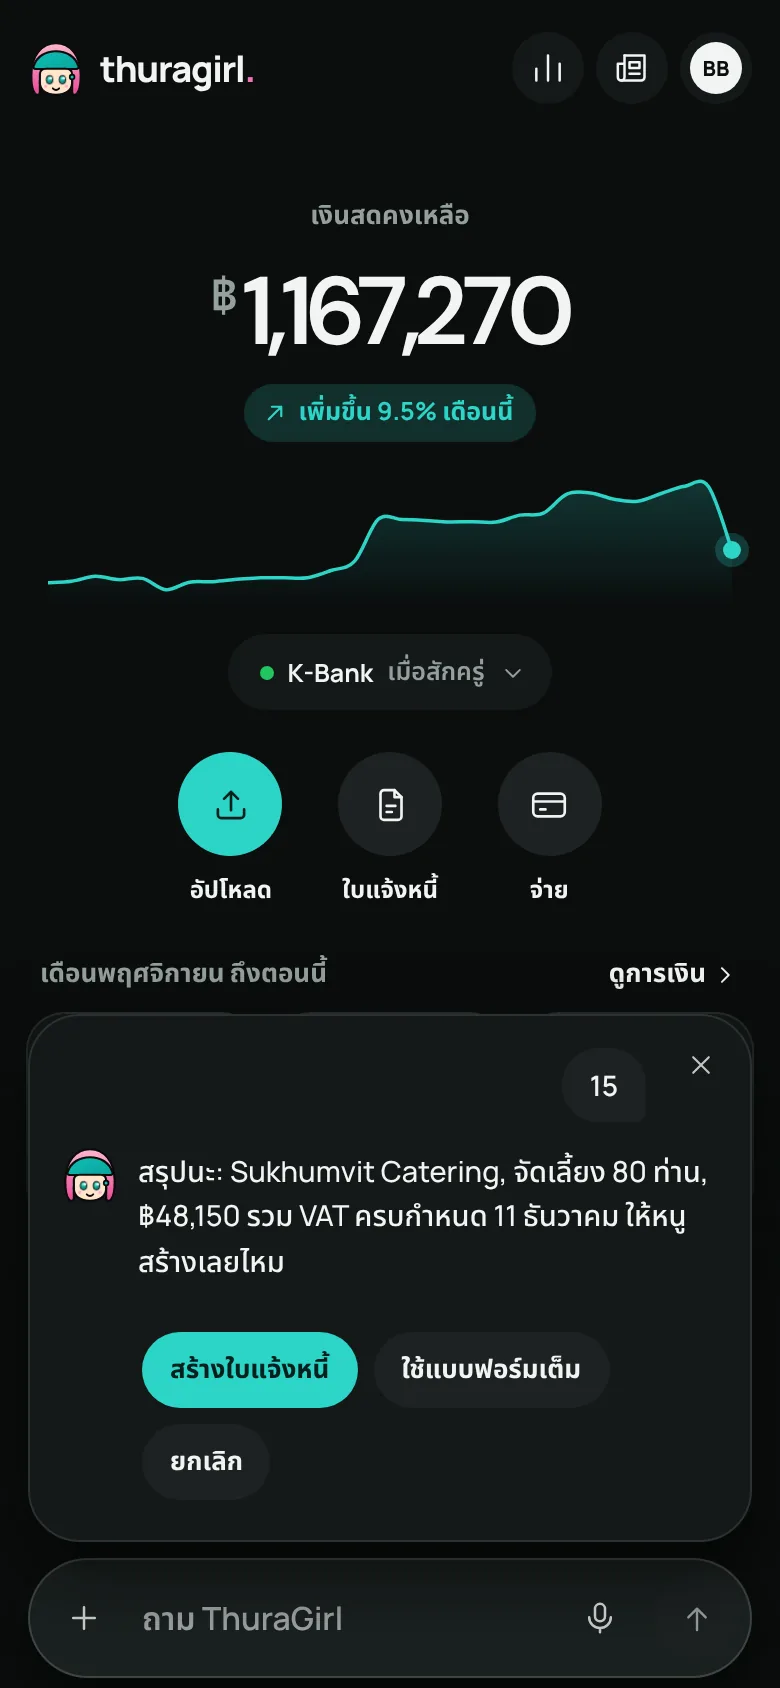 thuragirl.
BB
เงินสดคงเหลือ
฿1,167,270
เพิ่มขึ้น 9.5% เดือนนี้
K-Bank เมื่อสักครู่
อัปโหลด
ใบแจ้งหนี้
จ่าย
เดือนพฤศจิกายน ถึงตอนนี้
ดูการเงิน
15
สรุปนะ: Sukhumvit Catering, จัดเลี้ยง 80 ท่าน,
฿48,150 รวม VAT ครบกำหนด 11 ธันวาคม ให้หนู
สร้างเลยไหม
สร้างใบแจ้งหนี้
ใช้แบบฟอร์มเต็ม
ยกเลิก
ถาม ThuraGirl